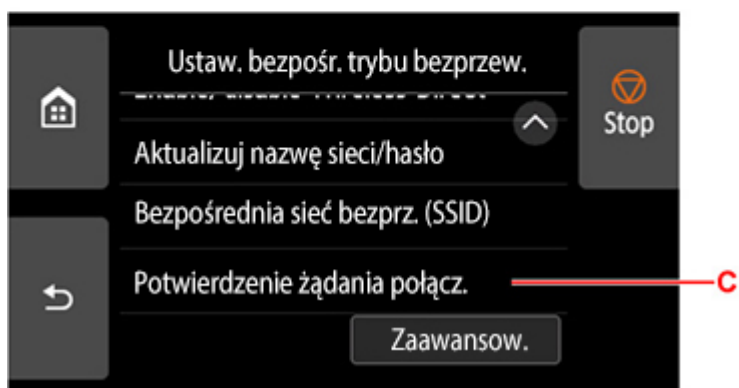 Ustaw. bezpośr. trybu bezprzew.
Stop
Aktualizuj nazwę sieci/hasło
Bezpośrednia sieć bezprz. (SSID)
Potwierdzenie żądania połącz.
C
Zaawansow.